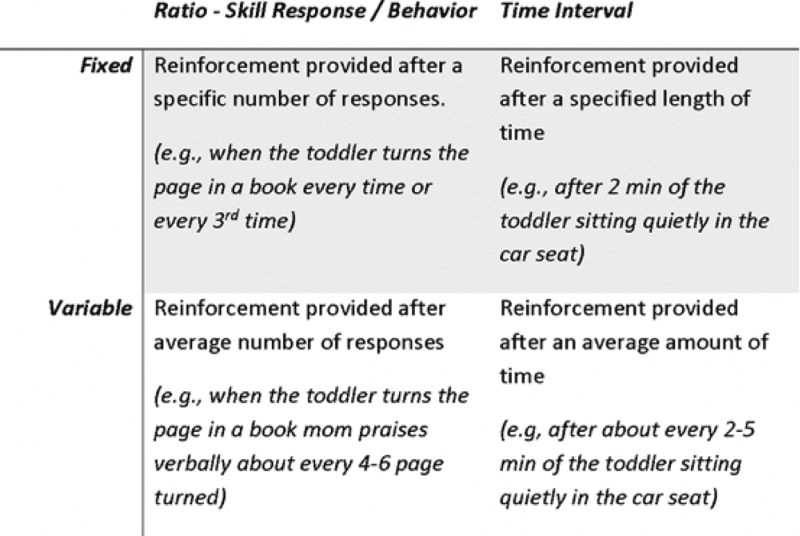 Ratio - Skill Response / Behavior
Time Interval
Fixed
Reinforcement provided after a
specific number of responses.
(e.g., when the toddler turns the
page in a book every time or
every 3rd time)
Reinforcement provided
after a specified length of
time
(e.g., after 2 min of the
toddler sitting quietly in the
car seat)
Variable
Reinforcement provided after
average number of responses
(e.g., when the toddler turns the
page in a book mom praises
verbally about every 4-6 page
turned)
Reinforcement provided
after an average amount of
time
(e.g, after about every 2-5
min of the toddler sitting
quietly in the car seat)